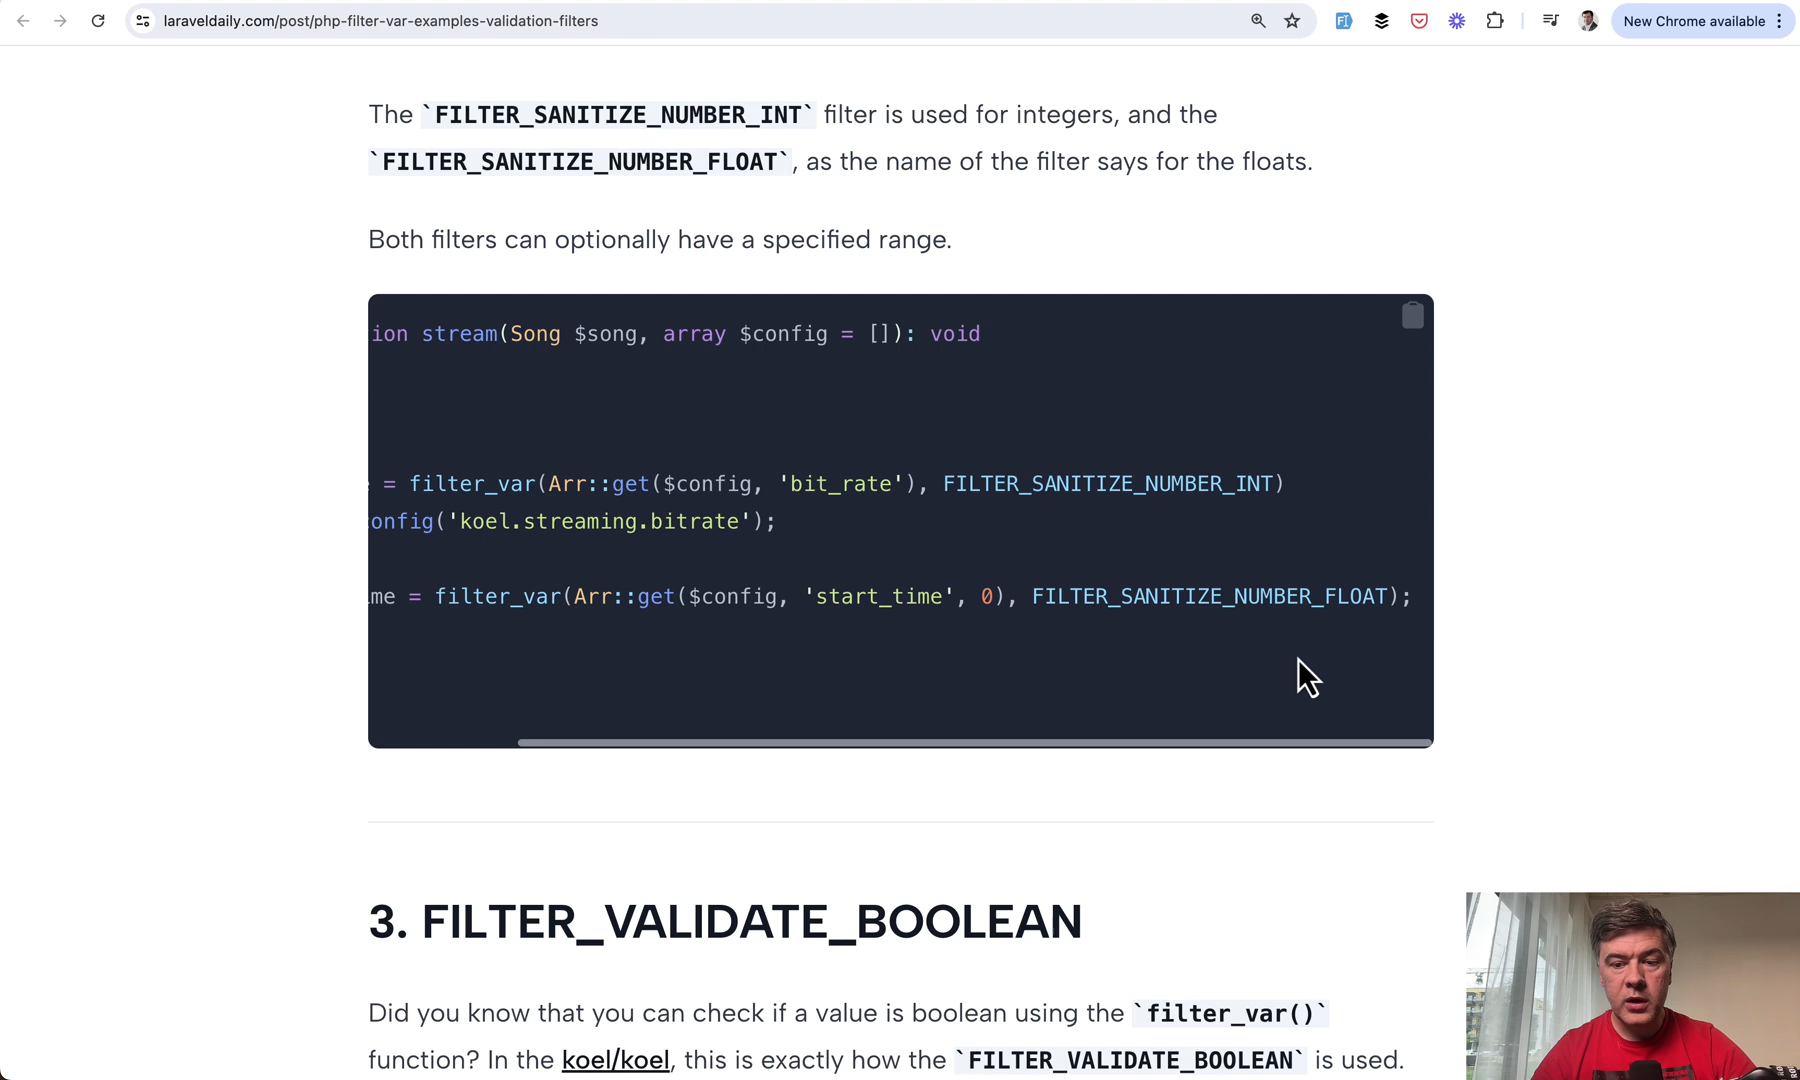 laraveldaily.com/post/php-filter-var-examples-validation-filters
New Chrome available
The `FILTER_SANITIZE_NUMBER_INT` filter is used for integers, and the
`FILTER_SANITIZE_NUMBER_FLOAT`, as the name of the filter says for the floats.
Both filters can optionally have a specified range.
ion stream(Song $song, array $config = []): void
= filter_var(Arr::get($config, 'bit_rate'), FILTER_SANITIZE_NUMBER_INT)
onfig('koel.streaming.bitrate');
me = filter_var(Arr::get($config, 'start_time', 0), FILTER_SANITIZE_NUMBER_FLOAT);
3. FILTER_VALIDATE_BOOLEAN
Did you know that you can check if a value is boolean using the `filter_var()`
function? In the koel/koel, this is exactly how the `FILTER_VALIDATE_BOOLEAN` is used.